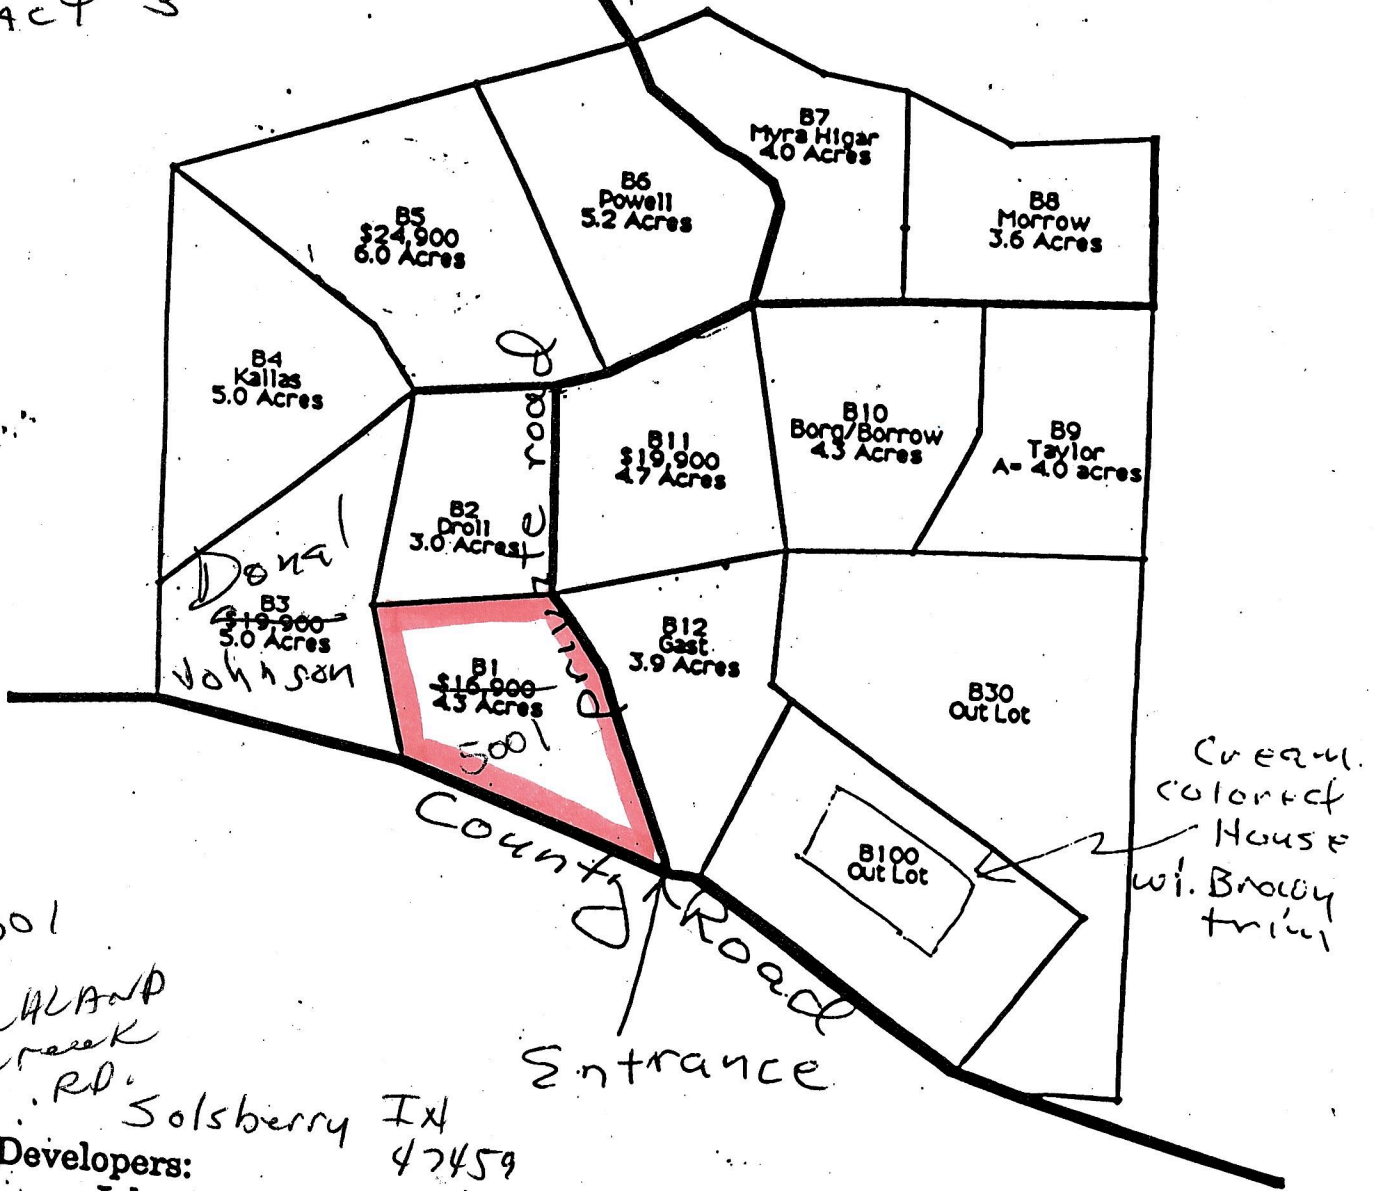 B7
Myra Higar
4.0 Acres
B8
Morrow
3.6 Acres
B6
Powell
5.2 Acres
B5
$24,900
6.0 Acres
B4
Kallas
5.0 Acres
B10
Borg/Borrow
4.3 Acres
B9
Taylor
A= 4.0 acres
B11
$19,900
4.7 Acres
B2
Droll
3.0 Acres
Private road
Donal
B3
$19,900
5.0 Acres
Johnson
B12
Gast
3.9 Acres
B1
$16,900
4.3 Acres
5001
B30
Out Lot
B100
Out Lot
Cream
colored
House
w/. Brown
trim
County Road
Entrance
RD.
Solsberry IN
47459
Developers: